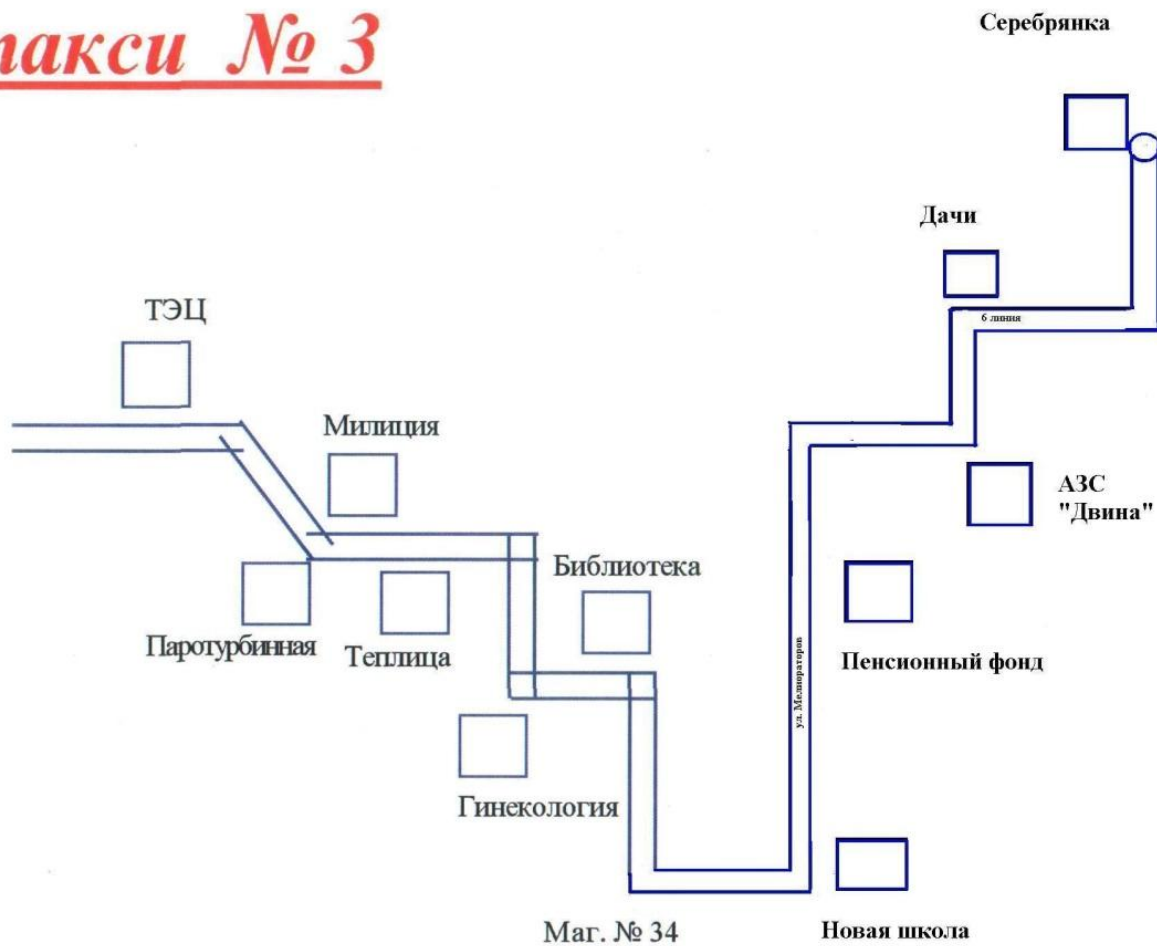 такси № 3
Серебрянка
Дачи
6 линия
ТЭЦ
Милиция
АЗС
"Двина"
Библиотека
Паротурбинная
Теплица
Пенсионный фонд
ул. Мелиораторов
Гинекология
Маг. № 34
Новая школа